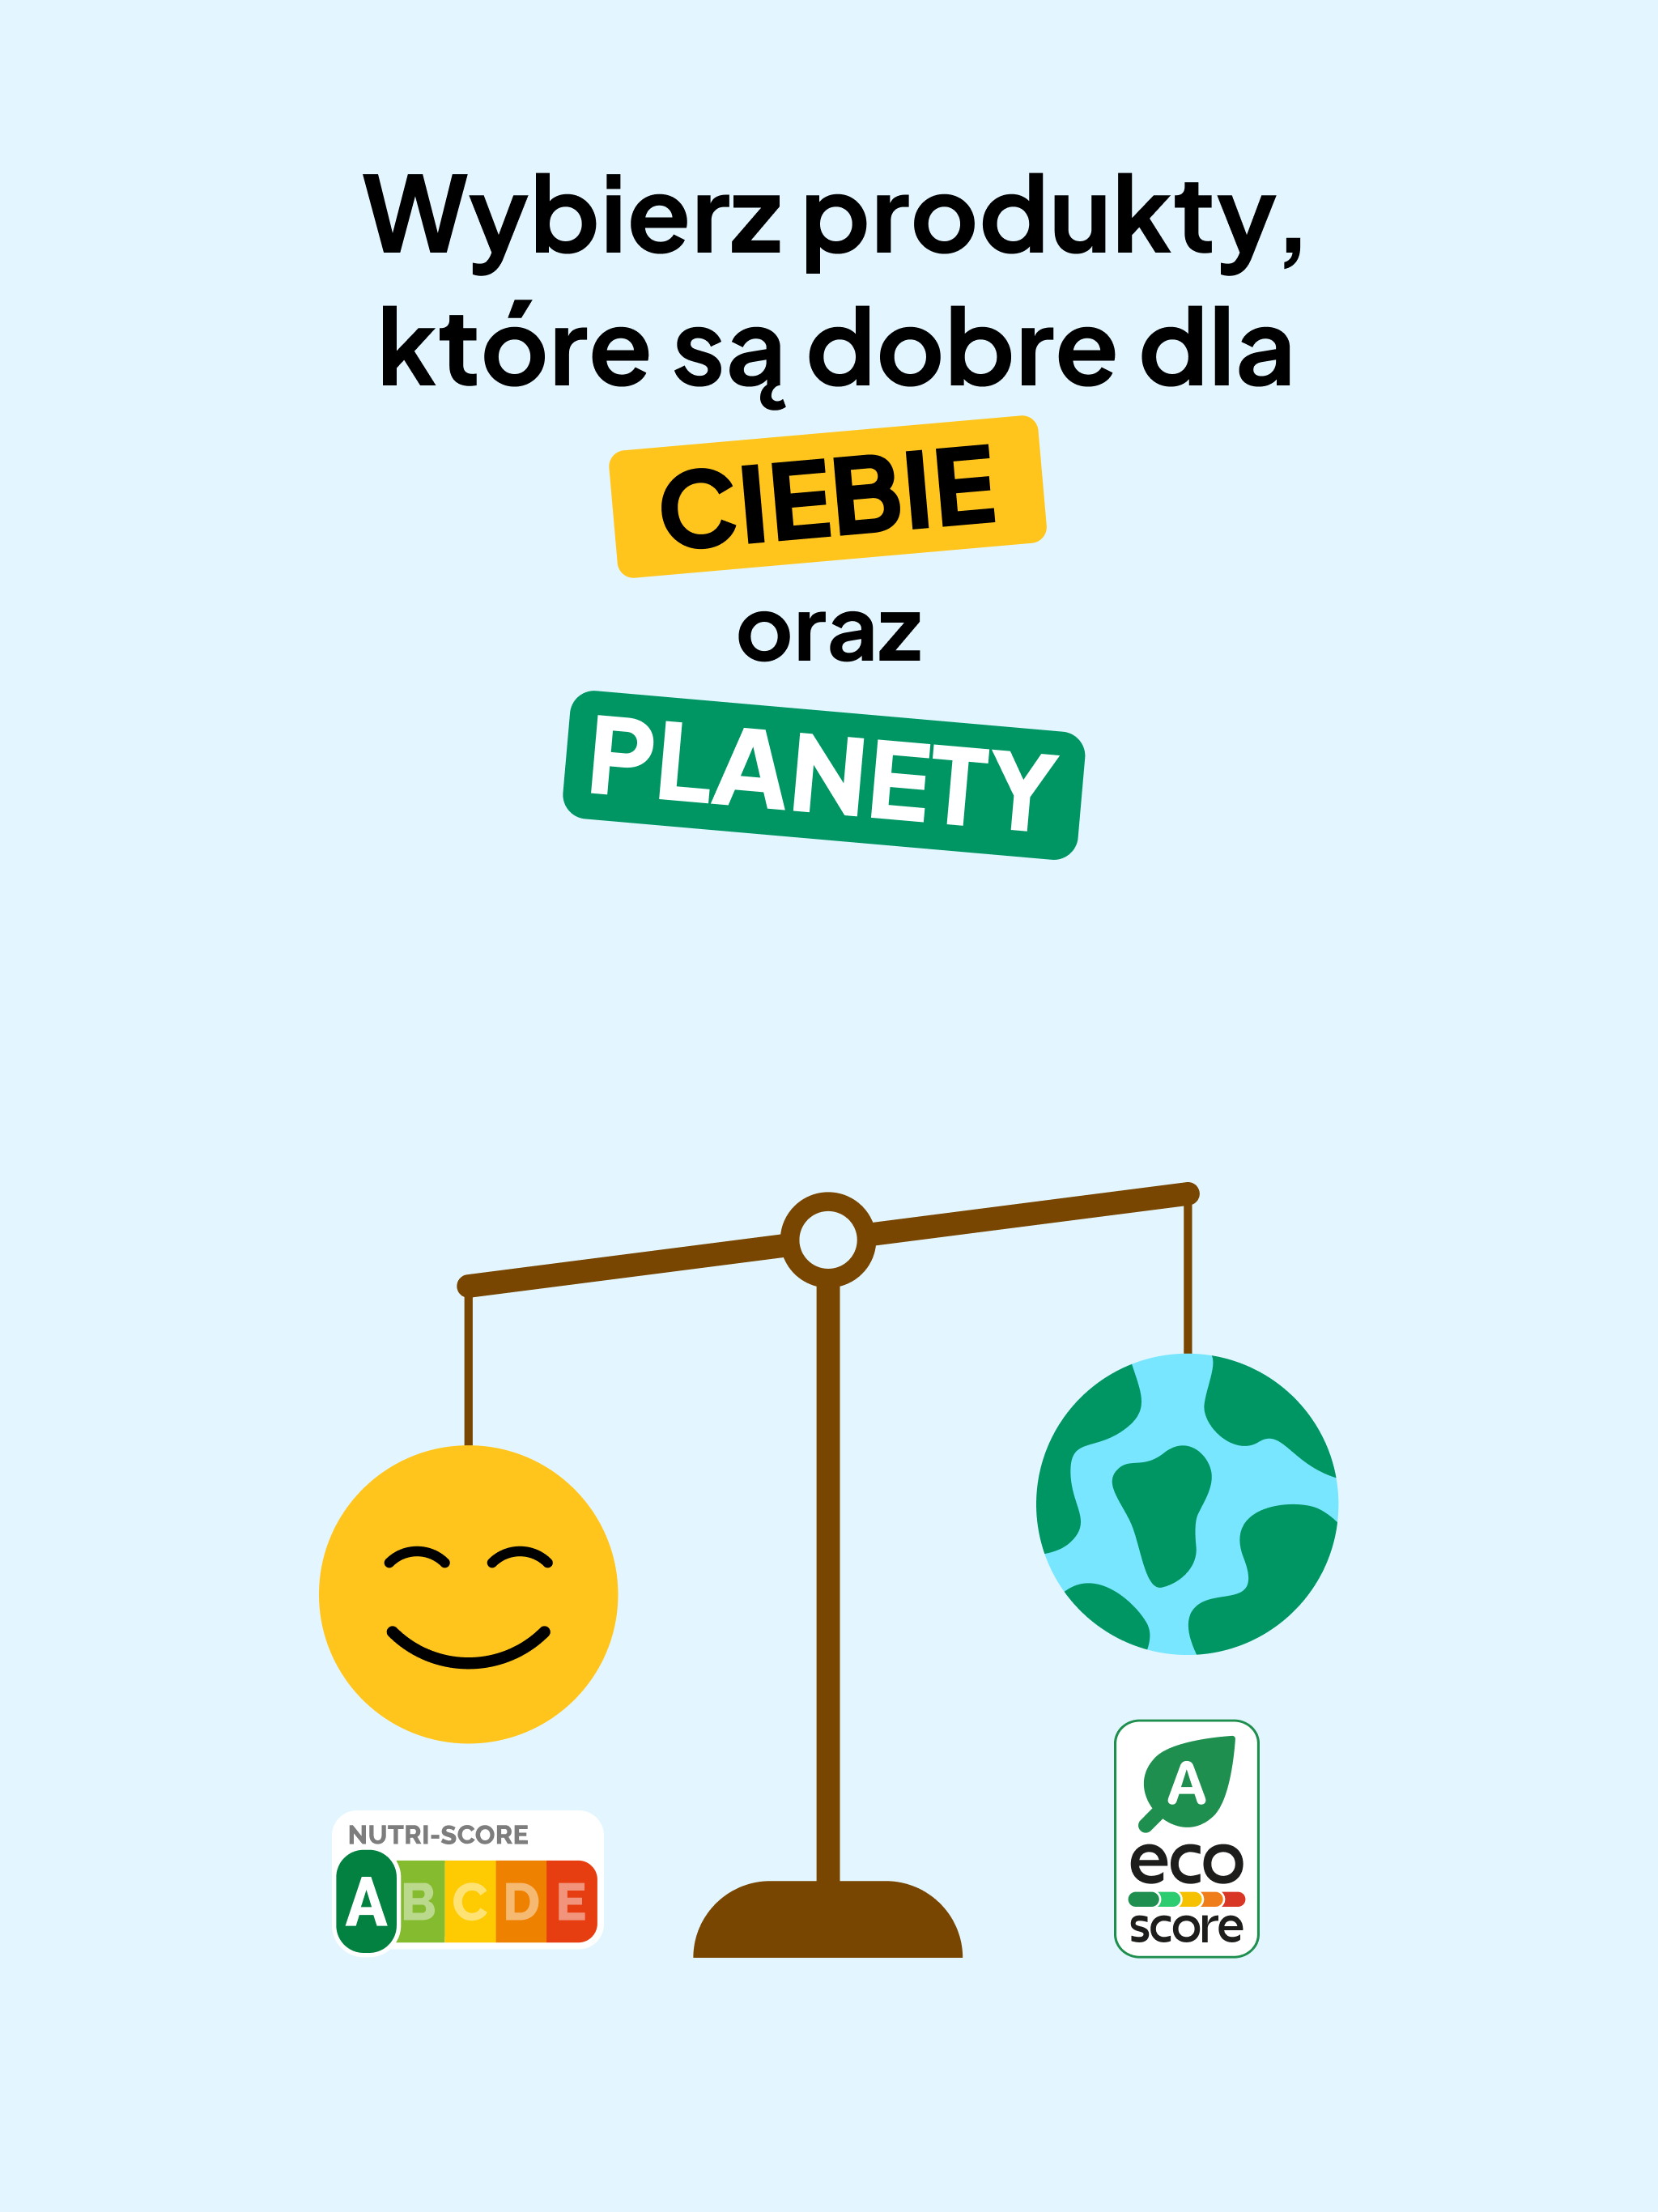 Wybierz produkty,
które są dobre dla
CIEBIE
oraz
PLANETY
NUTRI-SCORE
A B C D E
A
eco
score